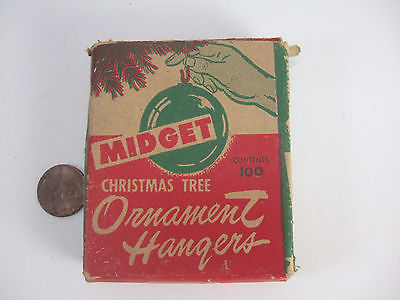 MIDGET
CONTENTS
100
CHRISTMAS TREE
Ornament
Hangers